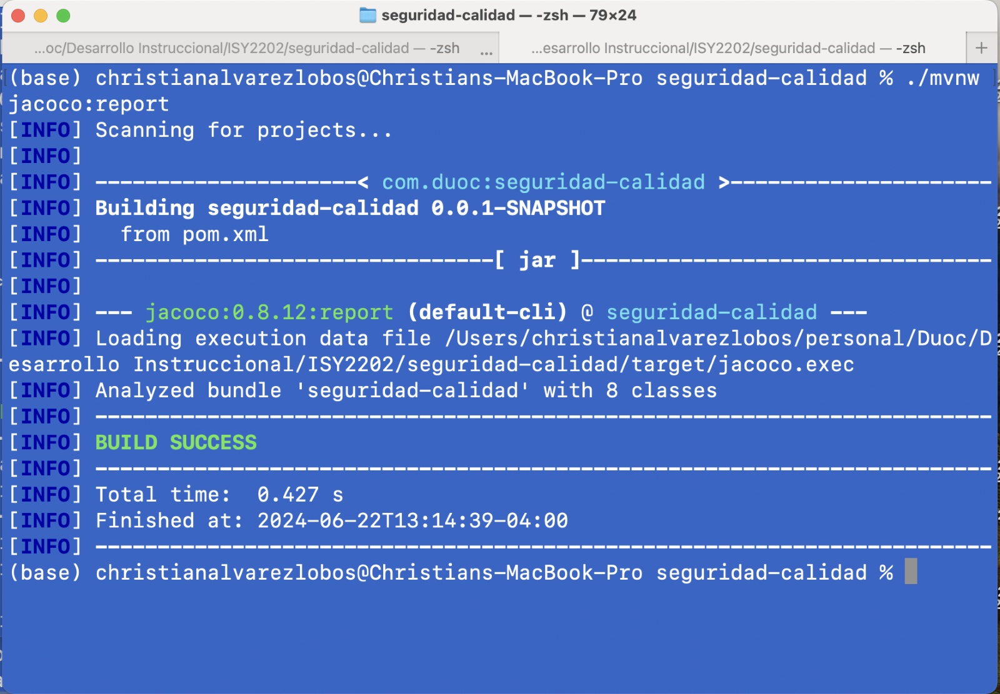 seguridad-calidad — -zsh — 79×24
...oc/Desarrollo Instruccional/ISY2202/seguridad-calidad — -zsh ...
...esarrollo Instruccional/ISY2202/seguridad-calidad — -zsh +
(base) christianalvarezlobos@Christians-MacBook-Pro seguridad-calidad % ./mvnw
jacoco:report
[INFO] Scanning for projects...
[INFO]
[INFO] ---------------------< com.duoc:seguridad-calidad >---------------------
[INFO] Building seguridad-calidad 0.0.1-SNAPSHOT
[INFO]   from pom.xml
[INFO] --------------------------------[ jar ]---------------------------------
[INFO]
[INFO] --- jacoco:0.8.12:report (default-cli) @ seguridad-calidad ---
[INFO] Loading execution data file /Users/christianalvarezlobos/personal/Duoc/D
esarrollo Instruccional/ISY2202/seguridad-calidad/target/jacoco.exec
[INFO] Analyzed bundle 'seguridad-calidad' with 8 classes
[INFO] ------------------------------------------------------------------------
[INFO] BUILD SUCCESS
[INFO] ------------------------------------------------------------------------
[INFO] Total time:  0.427 s
[INFO] Finished at: 2024-06-22T13:14:39-04:00
[INFO] ------------------------------------------------------------------------
(base) christianalvarezlobos@Christians-MacBook-Pro seguridad-calidad %